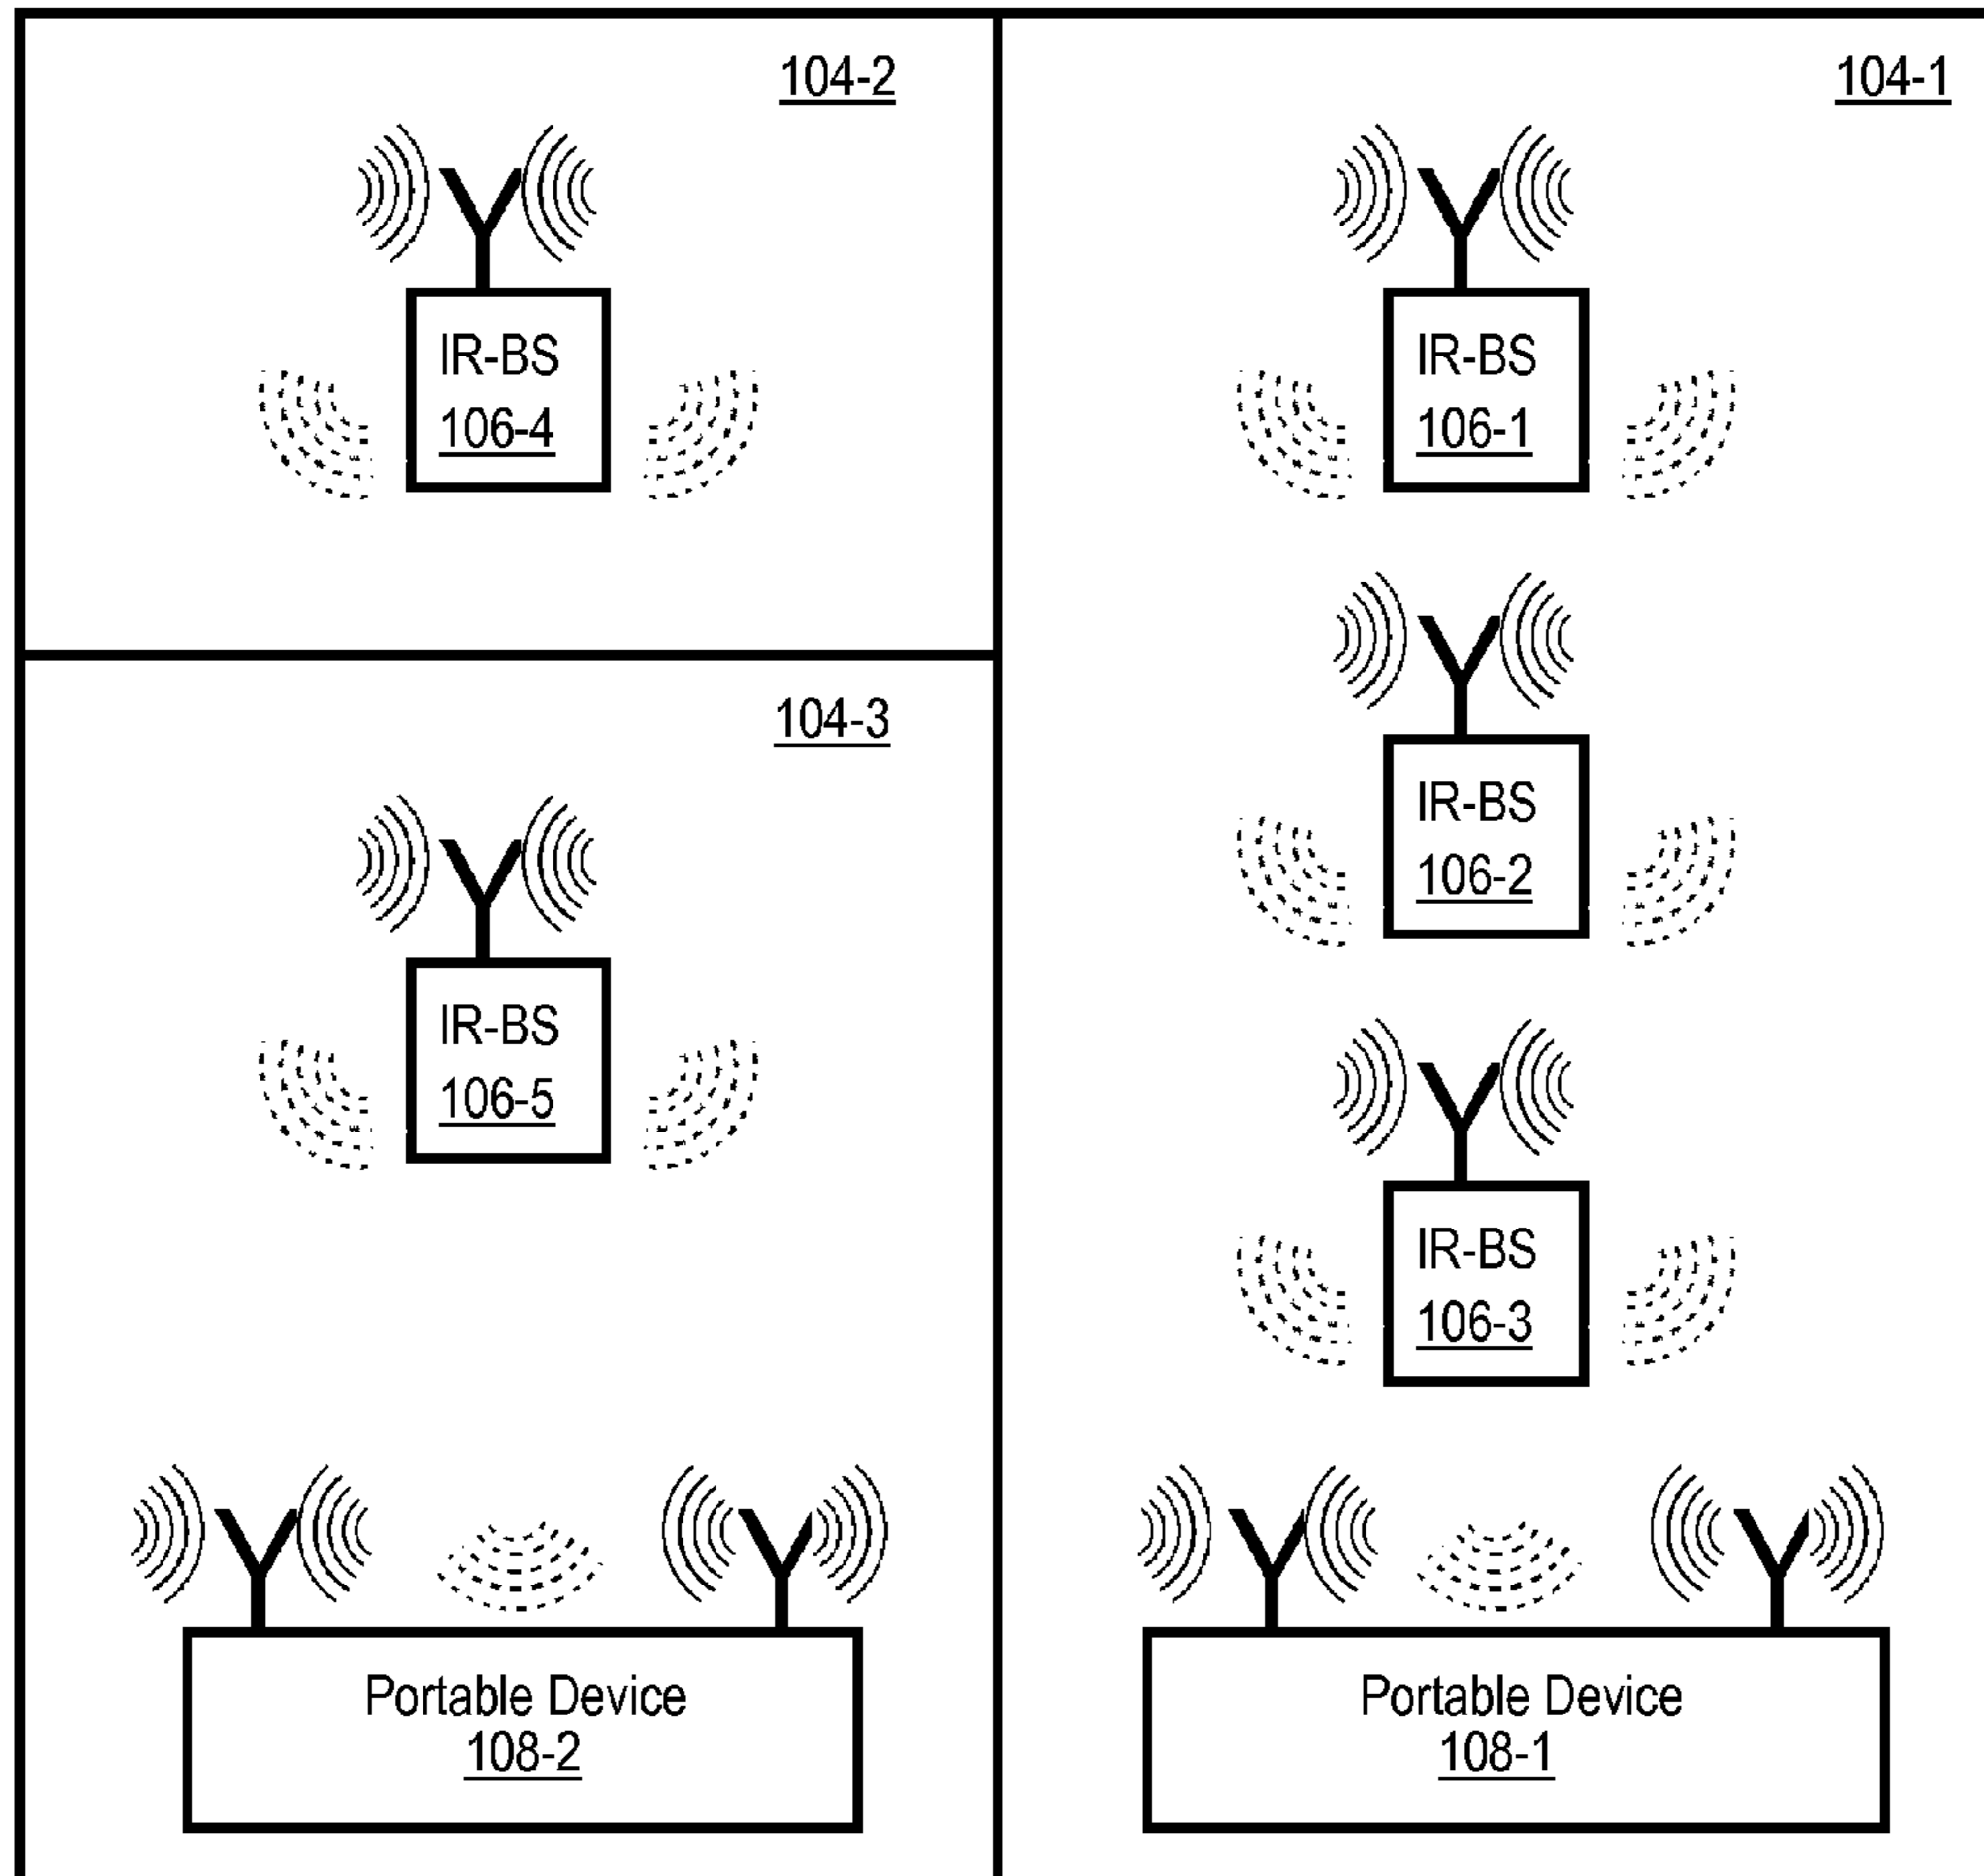 104-2
IR-BS
106-4
104-3
IR-BS
106-5
Portable Device
108-2
104-1
IR-BS
106-1
IR-BS
106-2
IR-BS
106-3
Portable Device
108-1